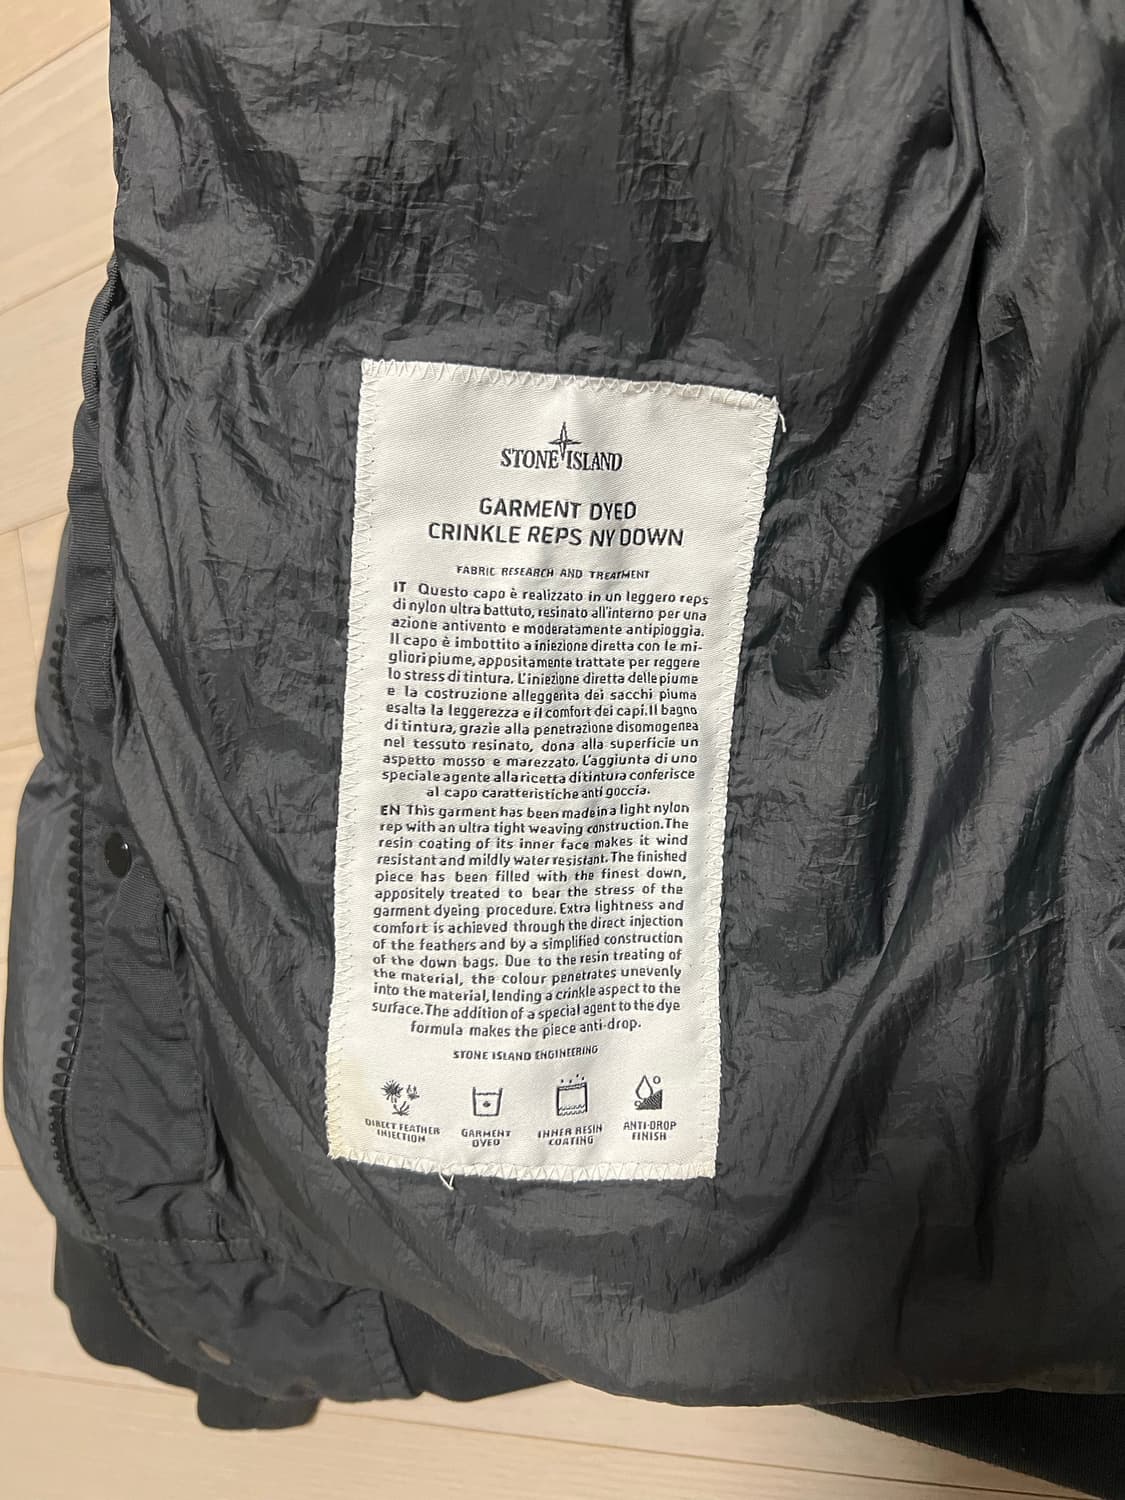 STONE ISLAND
GARMENT DYED
CRINKLE REPS NY DOWN
FABRIC RESEARCH AND TREATMENT
IT Questo capo è realizzato in un leggero reps
di nylon ultra battuto, resinato all'interno per una
azione antivento e moderatamente antipioggia.
Il capo è imbottito a iniezione diretta con le mi-
gliori piume, appositamente trattate per reggere
lo stress di tintura. L'iniezione diretta delle piume
e la costruzione alleggerita dei sacchi piuma
esalta la leggerezza e il comfort dei capi. Il bagno
di tintura, grazie alla penetrazione disomogenea
nel tessuto resinato, dona alla superficie un
aspetto mosso e marezzato. L'aggiunta di uno
speciale agente alla ricetta di tintura conferisce
al capo caratteristiche anti goccia.
EN This garment has been made in a light nylon
rep with an ultra tight weaving construction. The
resin coating of its inner face makes it wind
resistant and mildly water resistant. The finished
piece has been filled with the finest down,
appositely treated to bear the stress of the
garment dyeing procedure. Extra lightness and
comfort is achieved through the direct injection
of the feathers and by a simplified construction
of the down bags. Due to the resin treating of
the material, the colour penetrates unevenly
into the material, lending a crinkle aspect to the
surface. The addition of a special agent to the dye
formula makes the piece anti-drop.
STONE ISLAND ENGINEERING
DIRECT FEATHER
INJECTION
GARMENT
DYED
INNER RESIN
COATING
ANTI-DROP
FINISH